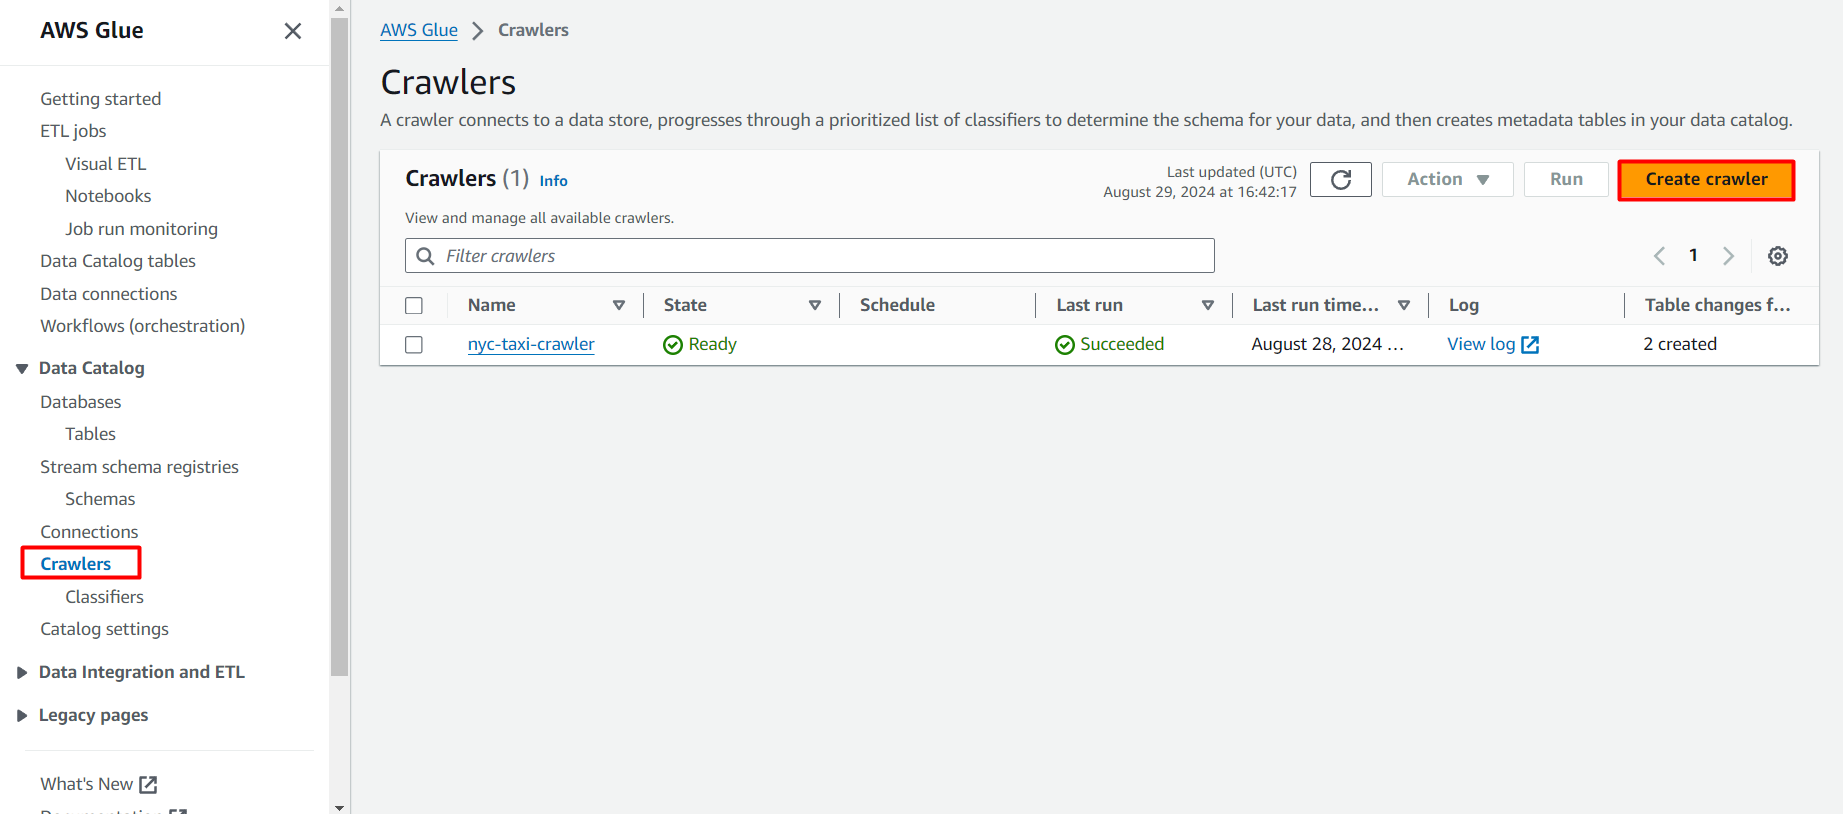 AWS Glue
Getting started
ETL jobs
Visual ETL
Notebooks
Job run monitoring
Data Catalog tables
Data connections
Workflows (orchestration)
Data Catalog
Databases
Tables
Stream schema registries
Schemas
Connections
Crawlers
Classifiers
Catalog settings
Data Integration and ETL
Legacy pages
What's New
AWS Glue > Crawlers
Crawlers
A crawler connects to a data store, progresses through a prioritized list of classifiers to determine the schema for your data, and then creates metadata tables in your data catalog.
Crawlers (1) Info
Last updated (UTC)
August 29, 2024 at 16:42:17
Action
Run
Create crawler
View and manage all available crawlers.
Filter crawlers
1
Name State Schedule Last run Last run time... Log Table changes f...
nyc-taxi-crawler Ready Succeeded August 28, 2024 ... View log 2 created